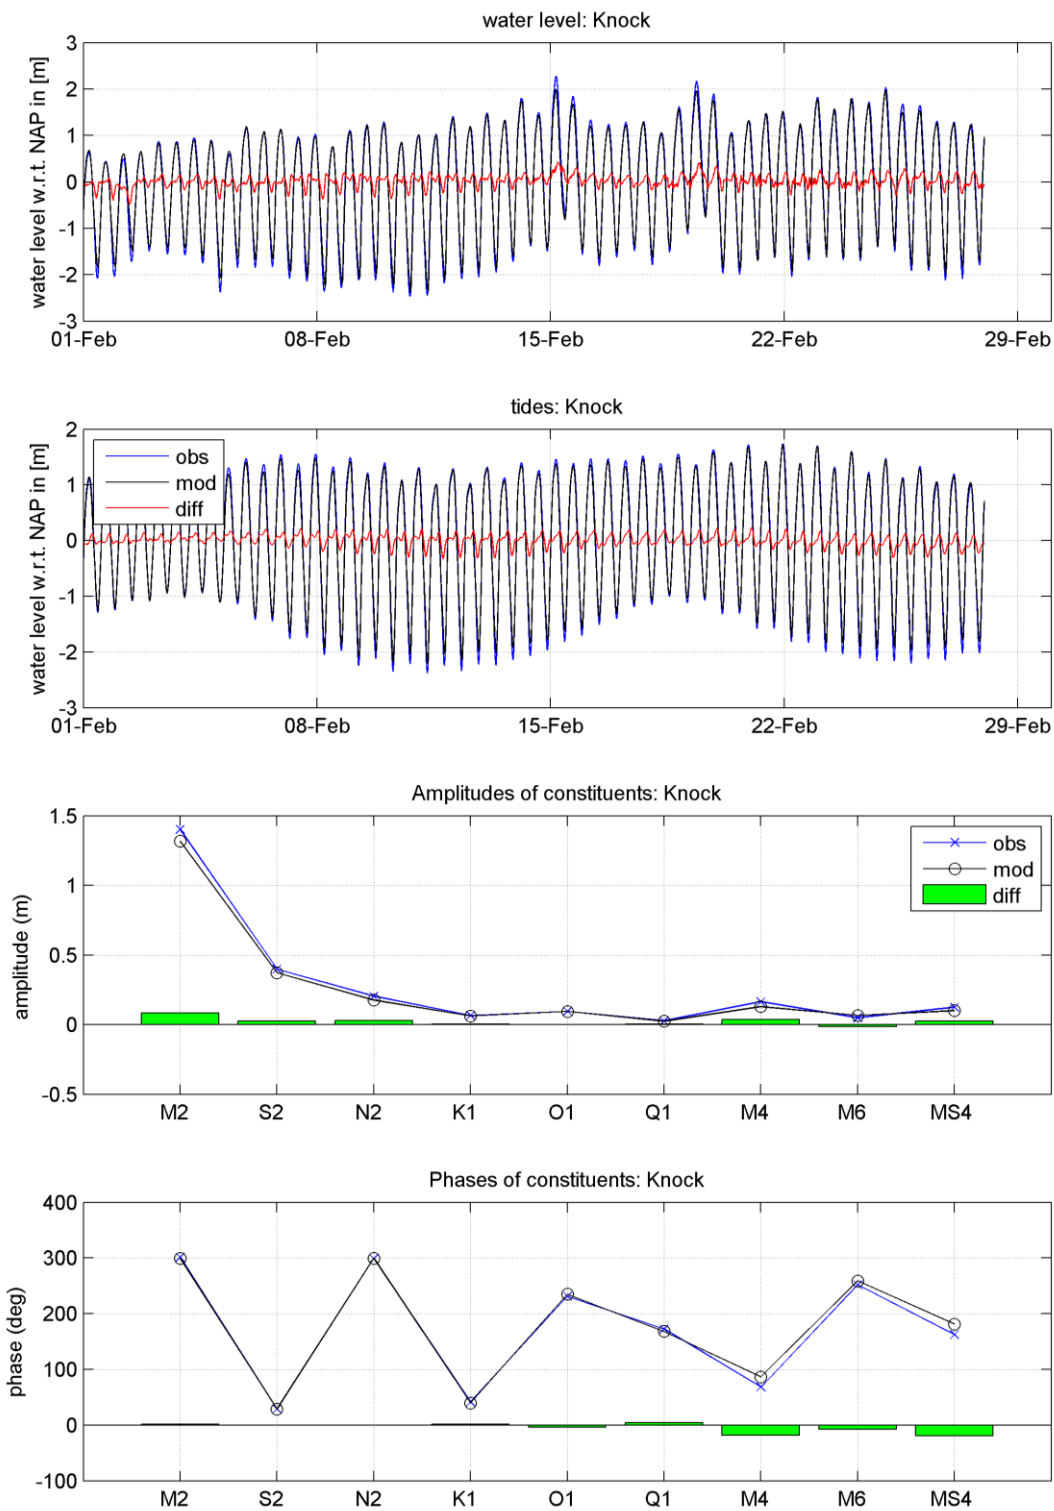 water level: Knock
water level w.r.t. NAP in [m]
3
2
1
0
-1
-2
-3
01-Feb 08-Feb 15-Feb 22-Feb 29-Feb
tides: Knock
water level w.r.t. NAP in [m]
2
1
0
-1
-2
-3
obs
mod
diff
01-Feb 08-Feb 15-Feb 22-Feb 29-Feb
Amplitudes of constituents: Knock
amplitude (m)
1.5
1
0.5
0
-0.5
obs
mod
diff
M2 S2 N2 K1 O1 Q1 M4 M6 MS4
Phases of constituents: Knock
phase (deg)
400
300
200
100
0
-100
M2 S2 N2 K1 O1 Q1 M4 M6 MS4